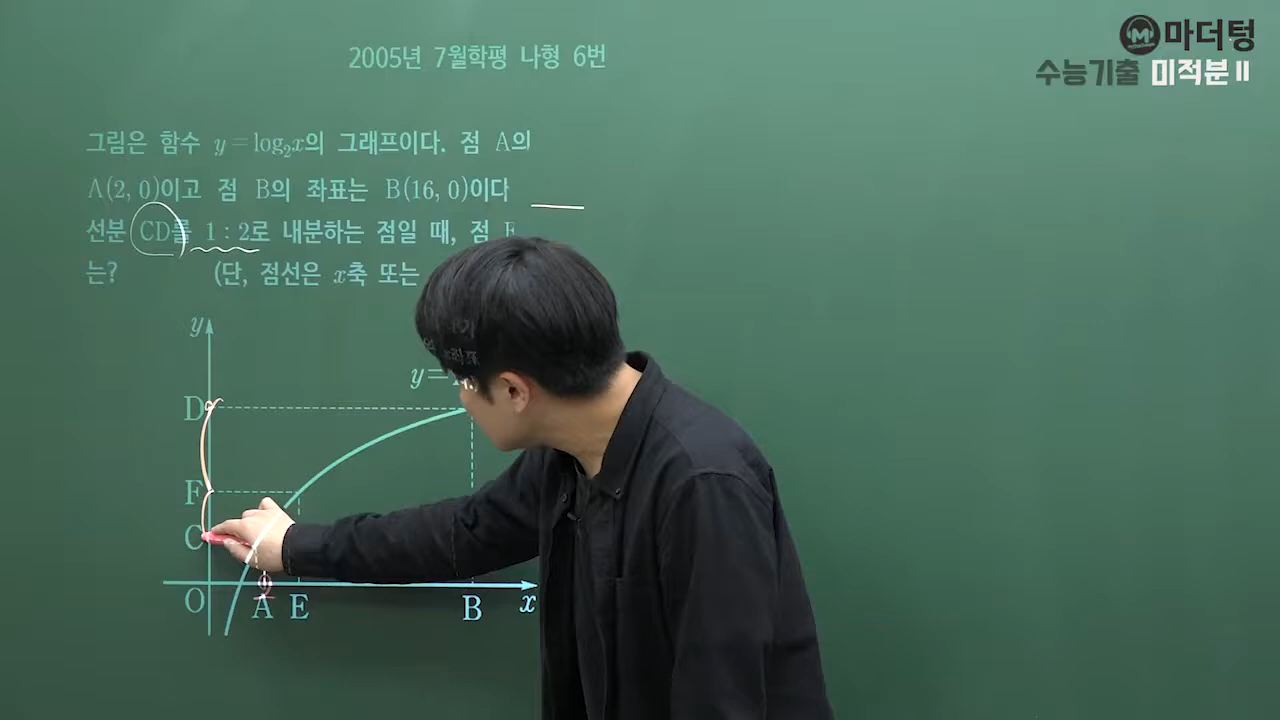 마더텅
수능기출 미적분 II
2005년 7월학평 나형 6번
그림은 함수 y=log₂x의 그래프이다. 점 A의
A(2, 0)이고 점 B의 좌표는 B(16, 0)이다
선분 CD를 1 : 2로 내분하는 점일 때, 점
는? (단, 점선은 x축 또는
y
y=
D
F
C
2
O A E B x